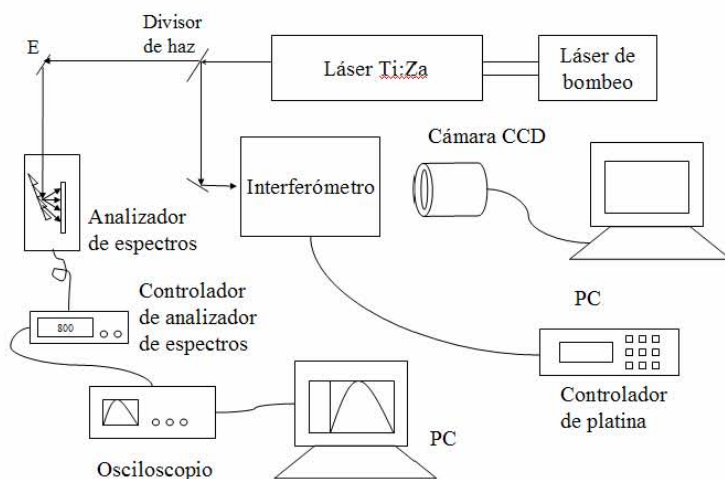 Divisor
de haz
E
Láser Ti:Za
Láser de
bombeo
Cámara CCD
Interferómetro
Analizador
de espectros
Controlador
de analizador
de espectros
800
PC
Controlador
de platina
PC
Osciloscopio